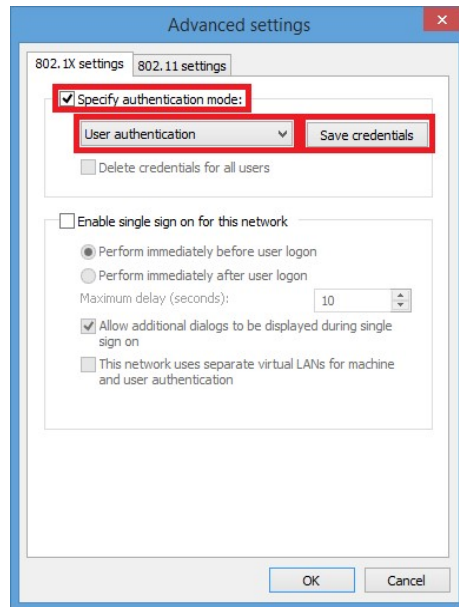 Advanced settings
802.1X settings 802.11 settings
Specify authentication mode:
User authentication Save credentials
Delete credentials for all users
Enable single sign on for this network
Perform immediately before user logon
Perform immediately after user logon
Maximum delay (seconds): 10
Allow additional dialogs to be displayed during single
sign on
This network uses separate virtual LANs for machine
and user authentication
OK Cancel